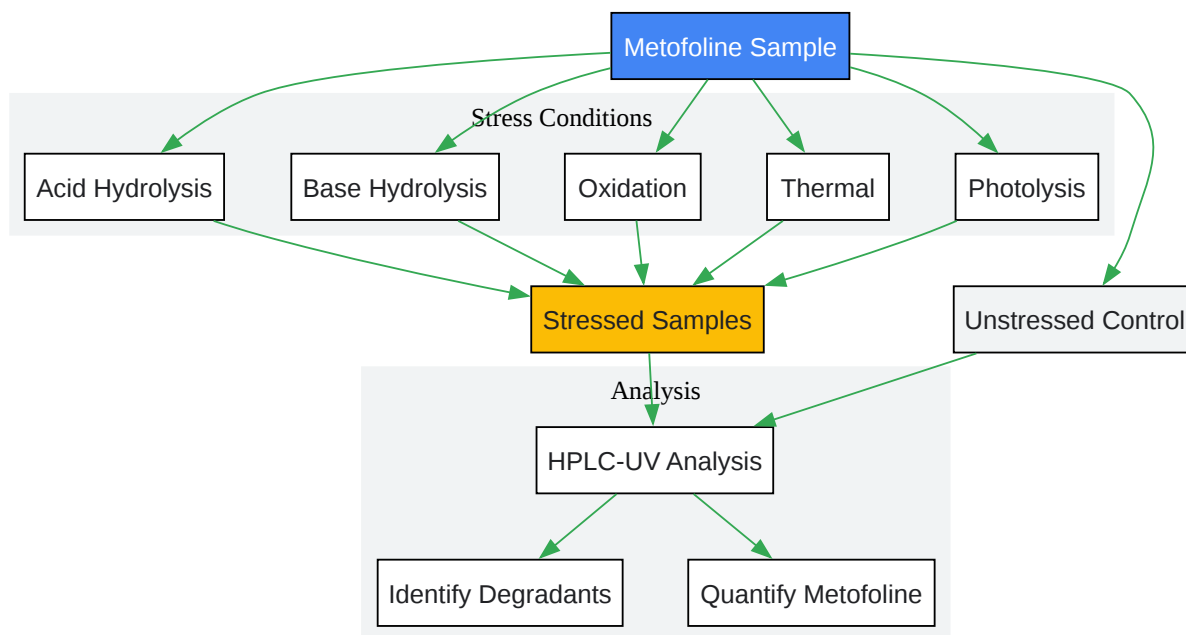 Metofoline Sample
Stress Conditions
Acid Hydrolysis
Base Hydrolysis
Oxidation
Thermal
Photolysis
Stressed Samples
Unstressed Control
Analysis
HPLC-UV Analysis
Identify Degradants
Quantify Metofoline